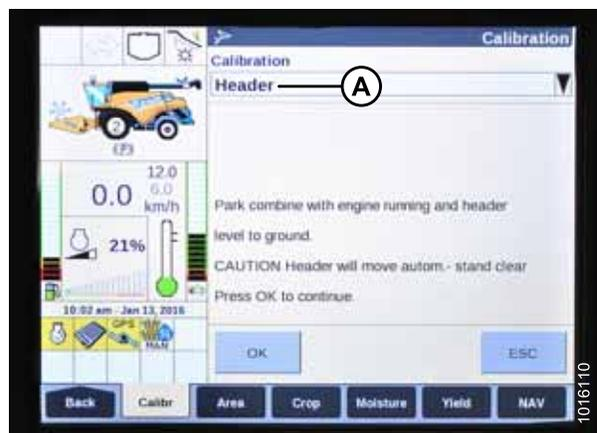 Calibration
Calibration
Header
A
2
(P)
12.0
6.0
0.0 km/h
21%
Park combine with engine running and header
level to ground.
CAUTION Header will move autom.- stand clear
Press OK to continue.
10:02 am - Jan 13, 2016
GPS
MAN
OK
ESC
Back
Calibr
Area
Crop
Moisture
Yield
NAV
1016110